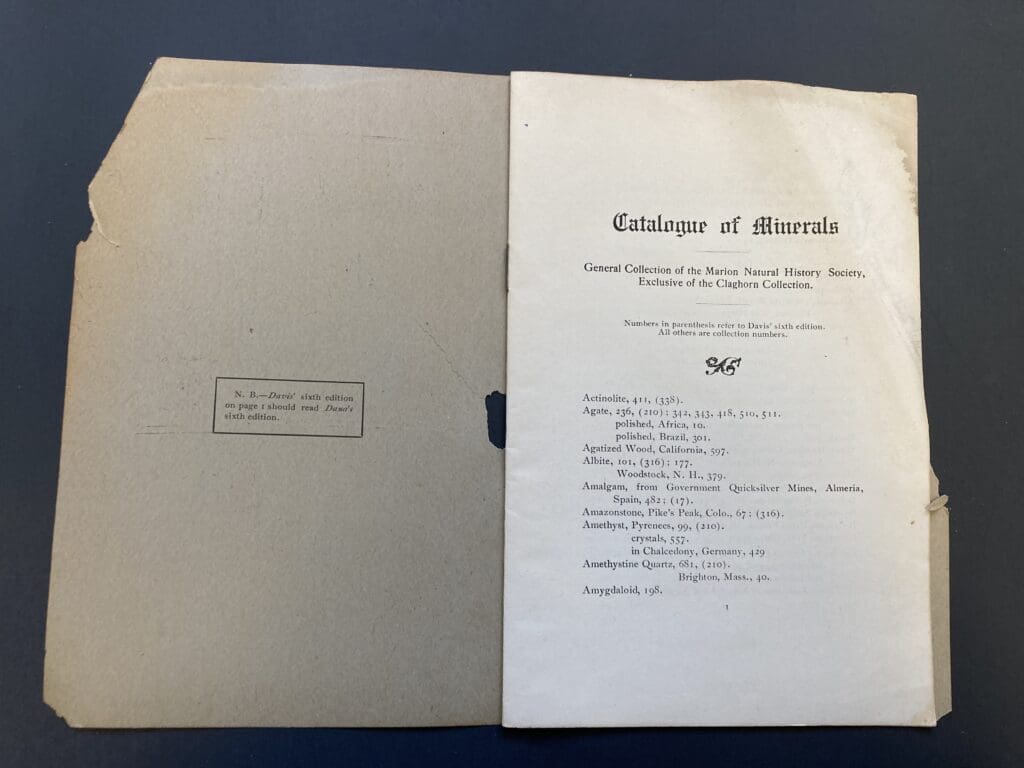 N. B.—Davis' sixth edition
on page 1 should read Dana's
sixth edition.
Catalogue of Minerals
General Collection of the Marion Natural History Society,
Exclusive of the Claghorn Collection.
Numbers in parenthesis refer to Davis' sixth edition.
All others are collection numbers.
Actinolite, 411, (338).
Agate, 236, (210) ; 342, 343, 418, 510, 511.
polished, Africa, 10.
polished, Brazil, 301.
Agatized Wood, California, 597.
Albite, 101, (316) ; 177.
Woodstock, N. H., 379.
Amalgam, from Government Quicksilver Mines, Almeria,
Spain, 482 ; (17).
Amazonstone, Pike's Peak, Colo., 67 ; (316).
Amethyst, Pyrenees, 99, (210).
crystals, 557.
in Chalcedony, Germany, 429
Amethystine Quartz, 681, (210).
Brighton, Mass., 40.
Amygdaloid, 198.
1